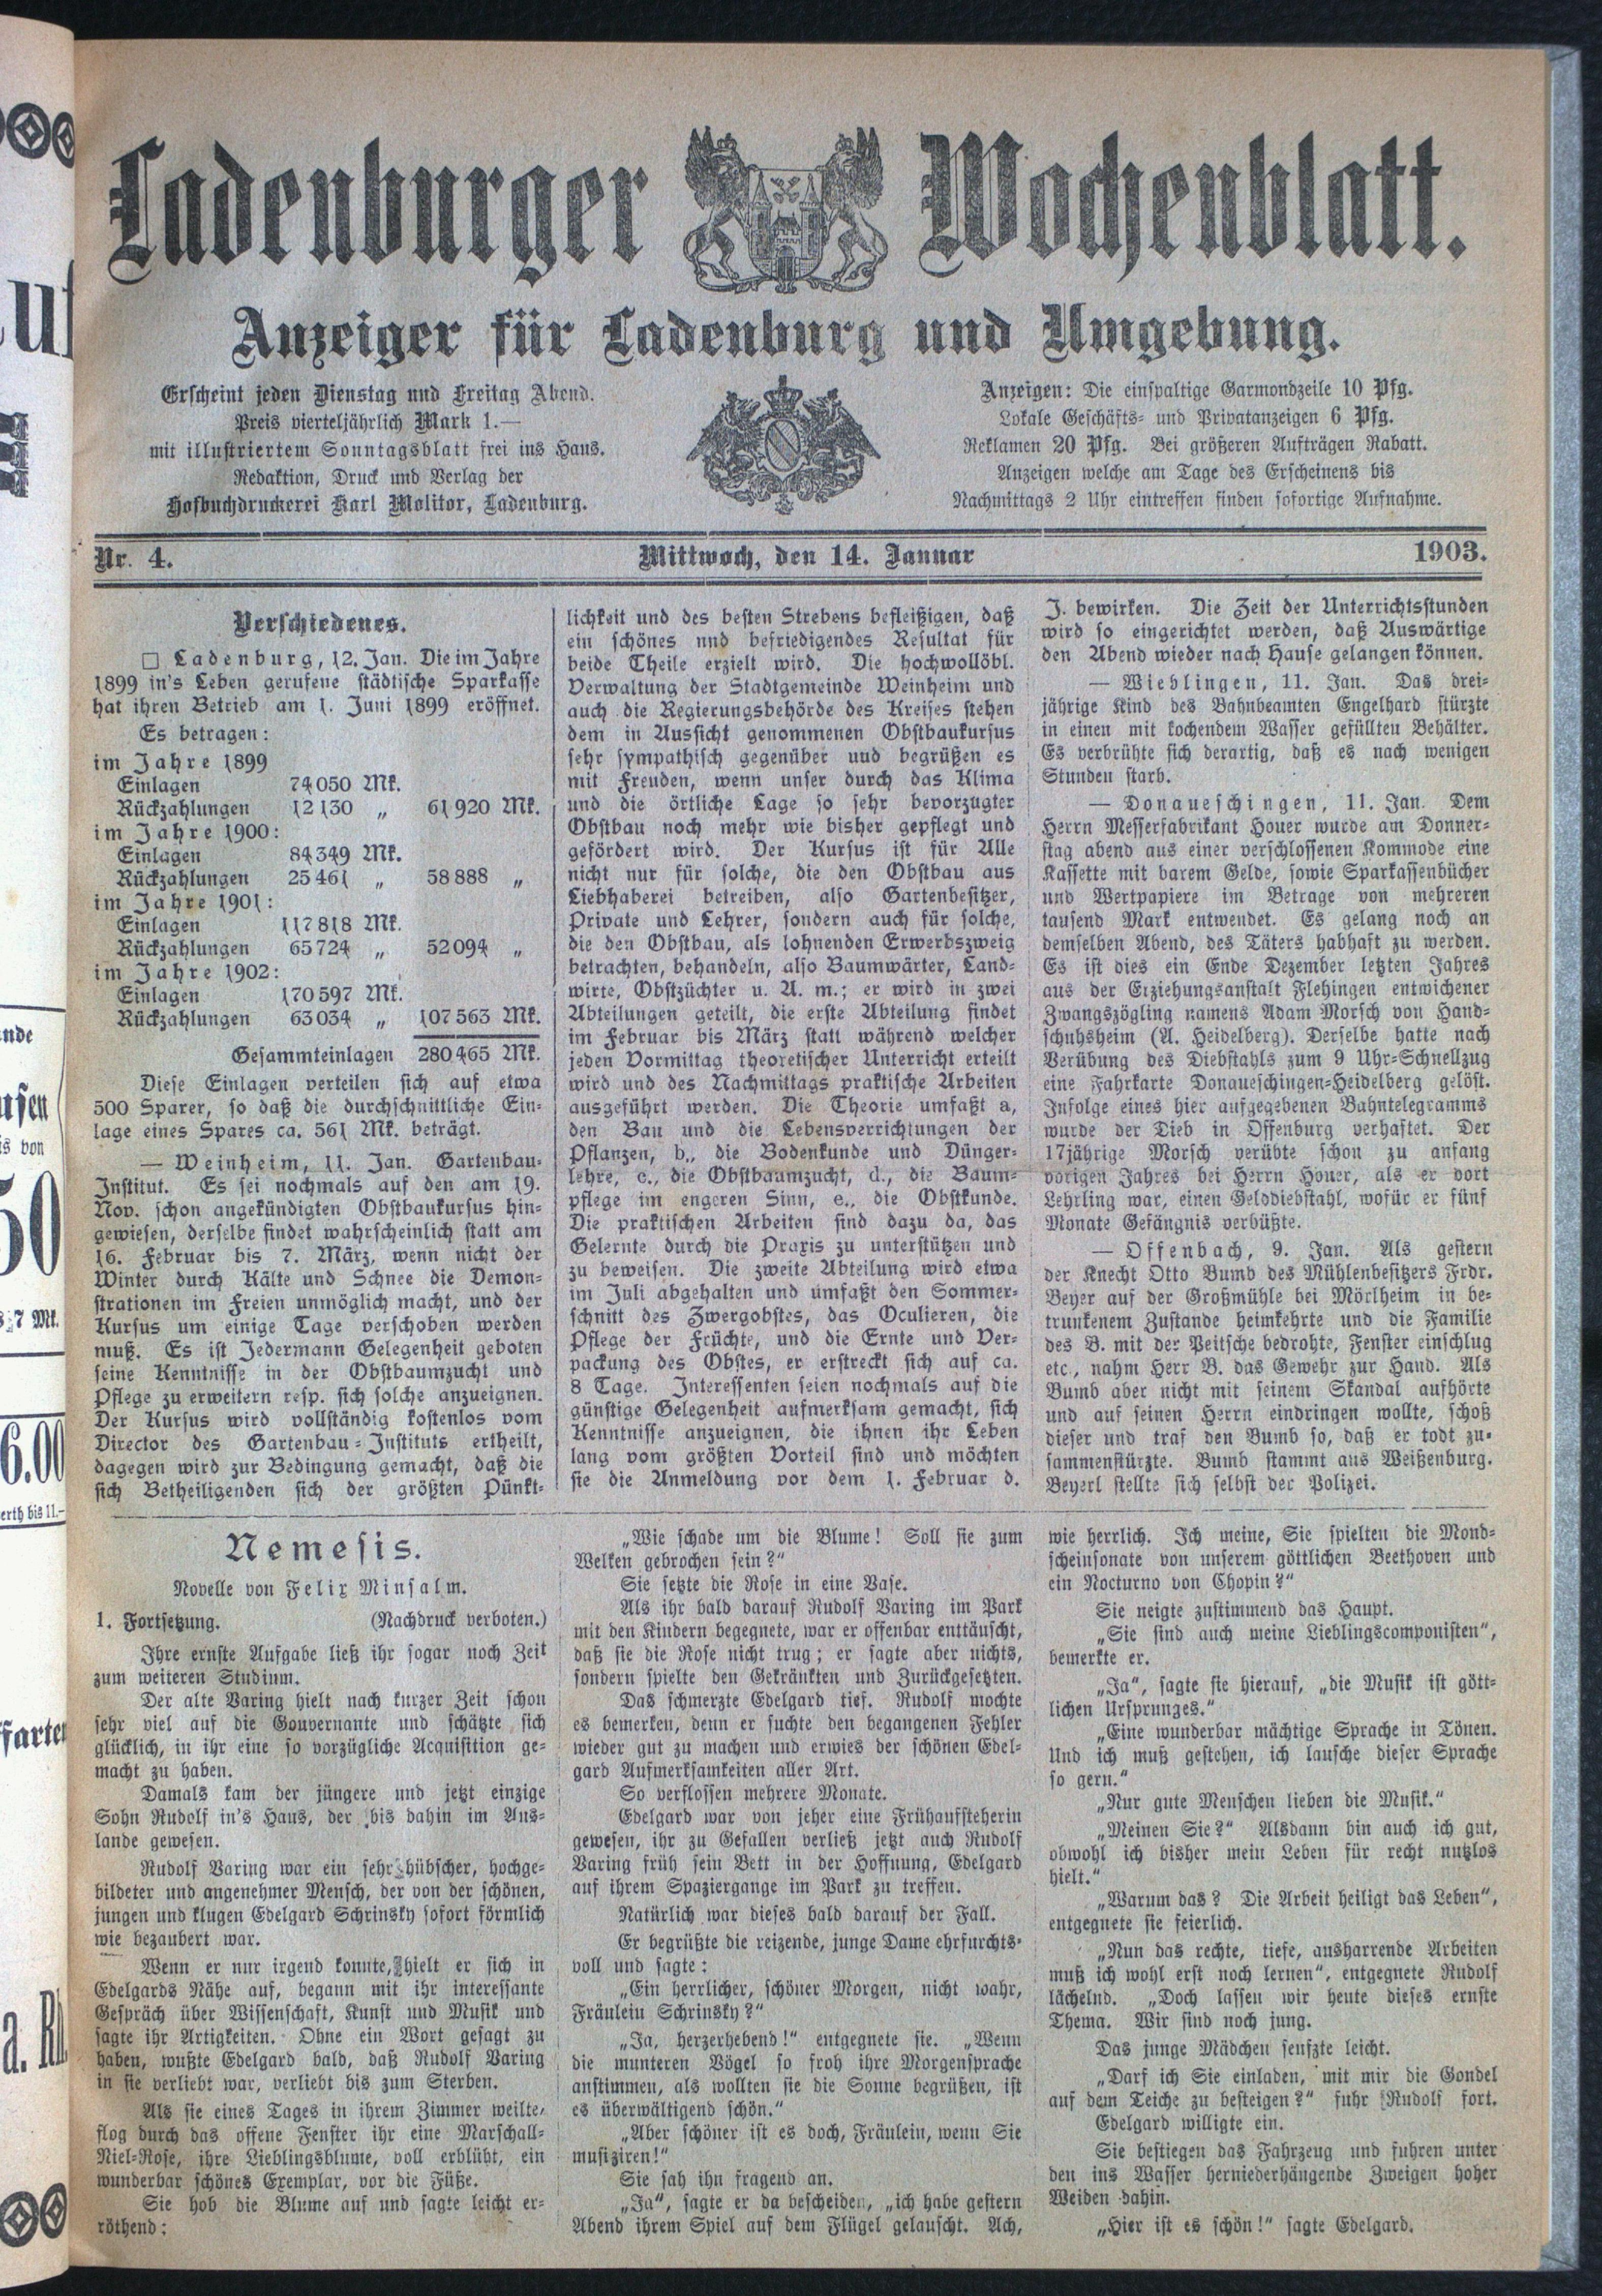 Ladenburger Wochenblatt.
Anzeiger für Ladenburg und Umgebung.
Erscheint jeden Dienstag und Freitag Abend.
Preis vierteljährlich Mark 1.—
mit illustriertem Sonntagsblatt frei ins Haus.
Redaktion, Druck und Verlag der
Hofbuchdruckerei Karl Molitor, Ladenburg.
Anzeigen: Die einspaltige Garmondzeile 10 Pfg.
Lokale Geschäfts- und Privatanzeigen 6 Pfg.
Reklamen 20 Pfg. Bei größeren Aufträgen Rabatt.
Anzeigen welche am Tage des Erscheinens bis
Nachmittags 2 Uhr eintreffen finden sofortige Aufnahme.
Nr. 4. Mittwoch, den 14. Januar 1903.
Verschiedenes.
□ Ladenburg, 12. Jan. Die im Jahre
1899 in's Leben gerufene städtische Sparkasse
hat ihren Betrieb am 1. Juni 1899 eröffnet.
Es betragen:
im Jahre 1899
Einlagen 74050 Mk.
Rückzahlungen 12130 „ 61920 Mk.
im Jahre 1900:
Einlagen 84349 Mk.
Rückzahlungen 25461 „ 58888 „
im Jahre 1901:
Einlagen 117818 Mk.
Rückzahlungen 65724 „ 52094 „
im Jahre 1902:
Einlagen 170597 Mk.
Rückzahlungen 63034 „ 107563 Mk.
Gesammteinlagen 280465 Mk.
Diese Einlagen verteilen sich auf etwa
500 Sparer, so daß die durchschnittliche Ein-
lage eines Spares ca. 561 Mk. beträgt.
— Weinheim, 11. Jan. Gartenbau-
Institut. Es sei nochmals auf den am 19.
Nov. schon angekündigten Obstbaukursus hin-
gewiesen, derselbe findet wahrscheinlich statt am
16. Februar bis 7. März, wenn nicht der
Winter durch Kälte und Schnee die Demon-
strationen im Freien unmöglich macht, und der
Kursus um einige Tage verschoben werden
muß. Es ist Jedermann Gelegenheit geboten
seine Kenntnisse in der Obstbaumzucht und
Pflege zu erweitern resp. sich solche anzueignen.
Der Kursus wird vollständig kostenlos vom
Director des Gartenbau-Instituts ertheilt,
dagegen wird zur Bedingung gemacht, daß die
sich Betheiligenden sich der größten Pünkt-
lichkeit und des besten Strebens befleißigen, daß
ein schönes nnd befriedigendes Resultat für
beide Theile erzielt wird. Die hochwollöbl.
Verwaltung der Stadtgemeinde Weinheim und
auch die Regierungsbehörde des Kreises stehen
dem in Aussicht genommenen Obstbaukursus
sehr sympathisch gegenüber und begrüßen es
mit Freuden, wenn unser durch das Klima
und die örtliche Lage so sehr bevorzugter
Obstbau noch mehr wie bisher gepflegt und
gefördert wird. Der Kursus ist für Alle
nicht nur für solche, die den Obstbau aus
Liebhaberei betreiben, also Gartenbesitzer,
Private und Lehrer, sondern auch für solche,
die den Obstbau, als lohnenden Erwerbszweig
betrachten, behandeln, also Baumwärter, Land-
wirte, Obstzüchter u. A. m.; er wird in zwei
Abteilungen geteilt, die erste Abteilung findet
im Februar bis März statt während welcher
jeden Vormittag theoretischer Unterricht erteilt
wird und des Nachmittags praktische Arbeiten
ausgeführt werden. Die Theorie umfaßt a,
den Bau und die Lebensverrichtungen der
Pflanzen, b., die Bodenkunde und Dünger-
lehre, c., die Obstbaumzucht, d., die Baum-
pflege im engeren Sinn, e., die Obstkunde.
Die praktischen Arbeiten sind dazu da, das
Gelernte durch die Praxis zu unterstützen und
zu beweisen. Die zweite Abteilung wird etwa
im Juli abgehalten und umfaßt den Sommer-
schnitt des Zwergobstes, das Oculieren, die
Pflege der Früchte, und die Ernte und Ver-
packung des Obstes, er erstreckt sich auf ca.
8 Tage. Interessenten seien nochmals auf die
günstige Gelegenheit aufmerksam gemacht, sich
Kenntnisse anzueignen, die ihnen ihr Leben
lang vom größten Vorteil sind und möchten
sie die Anmeldung vor dem 1. Februar d.
J. bewirken. Die Zeit der Unterrichtsstunden
wird so eingerichtet werden, daß Auswärtige
den Abend wieder nach Hause gelangen können.
— Wieblingen, 11. Jan. Das drei-
jährige Kind des Bahnbeamten Engelhard stürzte
in einen mit kochendem Wasser gefüllten Behälter.
Es verbrühte sich derartig, daß es nach wenigen
Stunden starb.
— Donaueschingen, 11. Jan. Dem
Herrn Messerfabrikant Houer wurde am Donner-
stag abend aus einer verschlossenen Kommode eine
Kassette mit barem Gelde, sowie Sparkassenbücher
und Wertpapiere im Betrage von mehreren
tausend Mark entwendet. Es gelang noch an
demselben Abend, des Täters habhaft zu werden.
Es ist dies ein Ende Dezember letzten Jahres
aus der Erziehungsanstalt Flehingen entwichener
Zwangszögling namens Adam Morsch von Hand-
schuhsheim (A. Heidelberg). Derselbe hatte nach
Verübung des Diebstahls zum 9 Uhr-Schnellzug
eine Fahrkarte Donaueschingen-Heidelberg gelöst.
Infolge eines hier aufgegebenen Bahntelegramms
wurde der Dieb in Offenburg verhaftet. Der
17jährige Morsch verübte schon zu anfang
vorigen Jahres bei Herrn Houer, als er dort
Lehrling war, einen Gelddiebstahl, wofür er fünf
Monate Gefängnis verbüßte.
— Offenbach, 9. Jan. Als gestern
der Knecht Otto Bumb des Mühlenbesitzers Frdr.
Beyer auf der Großmühle bei Mörlheim in be-
trunkenem Zustande heimkehrte und die Familie
des B. mit der Peitsche bedrohte, Fenster einschlug
etc., nahm Herr B. das Gewehr zur Hand. Als
Bumb aber nicht mit seinem Skandal aufhörte
und auf seinen Herrn eindringen wollte, schoß
dieser und traf den Bumb so, daß er todt zu-
sammenstürzte. Bumb stammt aus Weißenburg.
Beyerl stellte sich selbst der Polizei.
Nemesis.
Novelle von Felix Minsalm.
1. Fortsetzung. (Nachdruck verboten.)
Ihre ernste Aufgabe ließ ihr sogar noch Zeit
zum weiteren Studium.
Der alte Varing hielt nach kurzer Zeit schon
sehr viel auf die Gouvernante und schätzte sich
glücklich, in ihr eine so vorzügliche Acquisition ge-
macht zu haben.
Damals kam der jüngere und jetzt einzige
Sohn Rudolf in's Haus, der bis dahin im Aus-
lande gewesen.
Rudolf Varing war ein sehr hübscher, hochge-
bildeter und angenehmer Mensch, der von der schönen,
jungen und klugen Edelgard Schrinsky sofort förmlich
wie bezaubert war.
Wenn er nur irgend konnte, hielt er sich in
Edelgards Nähe auf, begann mit ihr interessante
Gespräch über Wissenschaft, Kunst und Musik und
sagte ihr Artigkeiten. Ohne ein Wort gesagt zu
haben, wußte Edelgard bald, daß Rudolf Varing
in sie verliebt war, verliebt bis zum Sterben.
Als sie eines Tages in ihrem Zimmer weilte,
flog durch das offene Fenster ihr eine Marschall-
Niel-Rose, ihre Lieblingsblume, voll erblüht, ein
wunderbar schönes Exemplar, vor die Füße.
Sie hob die Blume auf und sagte leicht er-
röthend:
„Wie schade um die Blume! Soll sie zum
Welken gebrochen sein?“
Sie setzte die Rose in eine Vase.
Als ihr bald darauf Rudolf Varing im Park
mit den Kindern begegnete, war er offenbar enttäuscht,
daß sie die Rose nicht trug; er sagte aber nichts,
sondern spielte den Gekränkten und Zurückgesetzten.
Das schmerzte Edelgard tief. Rudolf mochte
es bemerken, denn er suchte den begangenen Fehler
wieder gut zu machen und erwies der schönen Edel-
gard Aufmerksamkeiten aller Art.
So verflossen mehrere Monate.
Edelgard war von jeher eine Frühaufsteherin
gewesen, ihr zu Gefallen verließ jetzt auch Rudolf
Varing früh sein Bett in der Hoffnung, Edelgard
auf ihrem Spaziergange im Park zu treffen.
Natürlich war dieses bald darauf der Fall.
Er begrüßte die reizende, junge Dame ehrfurchts-
voll und sagte:
„Ein herrlicher, schöner Morgen, nicht wahr,
Fräulein Schrinsky?“
„Ja, herzerhebend!“ entgegnete sie. „Wenn
die munteren Vögel so froh ihre Morgensprache
anstimmen, als wollten sie die Sonne begrüßen, ist
es überwältigend schön.“
„Aber schöner ist es doch, Fräulein, wenn Sie
musiziren!“
Sie sah ihn fragend an.
„Ja“, sagte er da bescheiden, „ich habe gestern
Abend ihrem Spiel auf dem Flügel gelauscht. Ach,
wie herrlich. Ich meine, Sie spielten die Mond-
scheinsonate von unserem göttlichen Beethoven und
ein Nocturno von Chopin?“
Sie neigte zustimmend das Haupt.
„Sie sind auch meine Lieblingscomponisten“,
bemerkte er.
„Ja“, sagte sie hierauf, „die Musik ist gött-
lichen Ursprunges.“
„Eine wunderbar mächtige Sprache in Tönen.
Und ich muß gestehen, ich lausche dieser Sprache
so gern.“
„Nur gute Menschen lieben die Musik.“
„Meinen Sie?“ Alsdann bin auch ich gut,
obwohl ich bisher mein Leben für recht nutzlos
hielt.“
„Warum das? Die Arbeit heiligt das Leben“,
entgegnete sie feierlich.
„Nun das rechte, tiefe, ausharrende Arbeiten
muß ich wohl erst noch lernen“, entgegnete Rudolf
lächelnd. „Doch lassen wir heute dieses ernste
Thema. Wir sind noch jung.
Das junge Mädchen seufzte leicht.
„Darf ich Sie einladen, mit mir die Gondel
auf dem Teiche zu besteigen?“ fuhr Rudolf fort.
Edelgard willigte ein.
Sie bestiegen das Fahrzeug und fuhren unter
den ins Wasser herniederhängende Zweigen hoher
Weiden dahin.
„Hier ist es schön!“ sagte Edelgard.